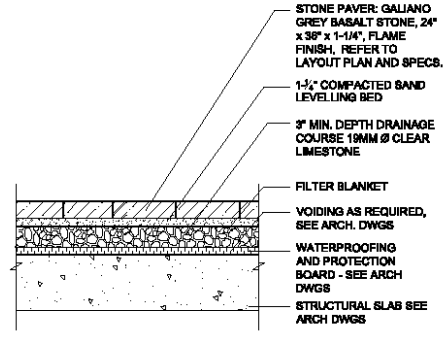 STONE PAVER: GALIANO
GREY BASALT STONE, 24"
x 36" x 1-1/4", FLAME
FINISH, REFER TO
LAYOUT PLAN AND SPECS.
1-½" COMPACTED SAND
LEVELLING BED
3" MIN. DEPTH DRAINAGE
COURSE 19MM Ø CLEAR
LIMESTONE
FILTER BLANKET
VOIDING AS REQUIRED,
SEE ARCH. DWGS
WATERPROOFING
AND PROTECTION
BOARD - SEE ARCH
DWGS
STRUCTURAL SLAB SEE
ARCH DWGS